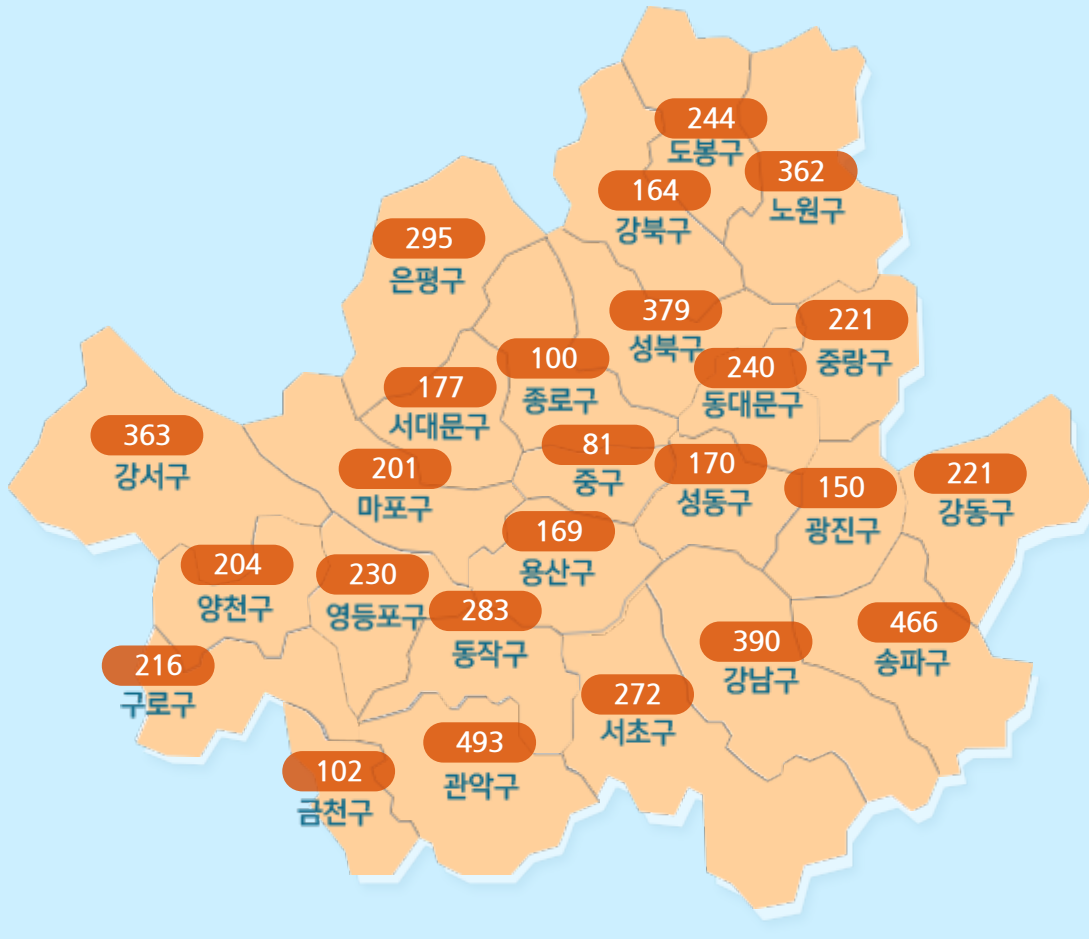 244
도봉구
362
노원구
164
강북구
295
은평구
379
성북구
221
중랑구
100
종로구
240
동대문구
177
서대문구
363
강서구
81
중구
201
마포구
170
성동구
150
광진구
221
강동구
169
용산구
204
양천구
230
영등포구
283
동작구
466
송파구
390
강남구
216
구로구
272
서초구
493
관악구
102
금천구